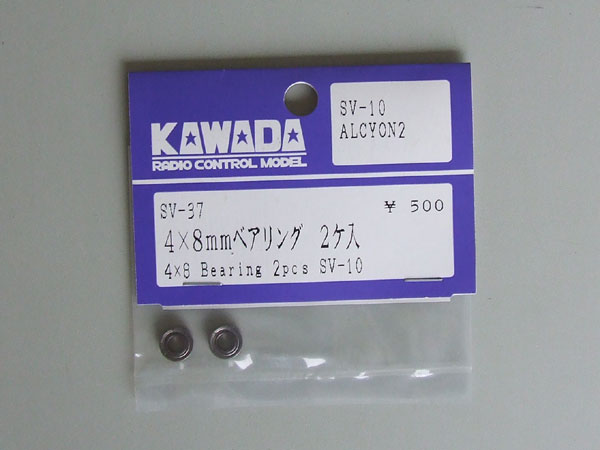 KAWADA
RADIO CONTROL MODEL
SV-10
ALCYON2
SV-37
¥ 500
4×8mmベアリング 2ケ入
4×8 Bearing 2pcs SV-10